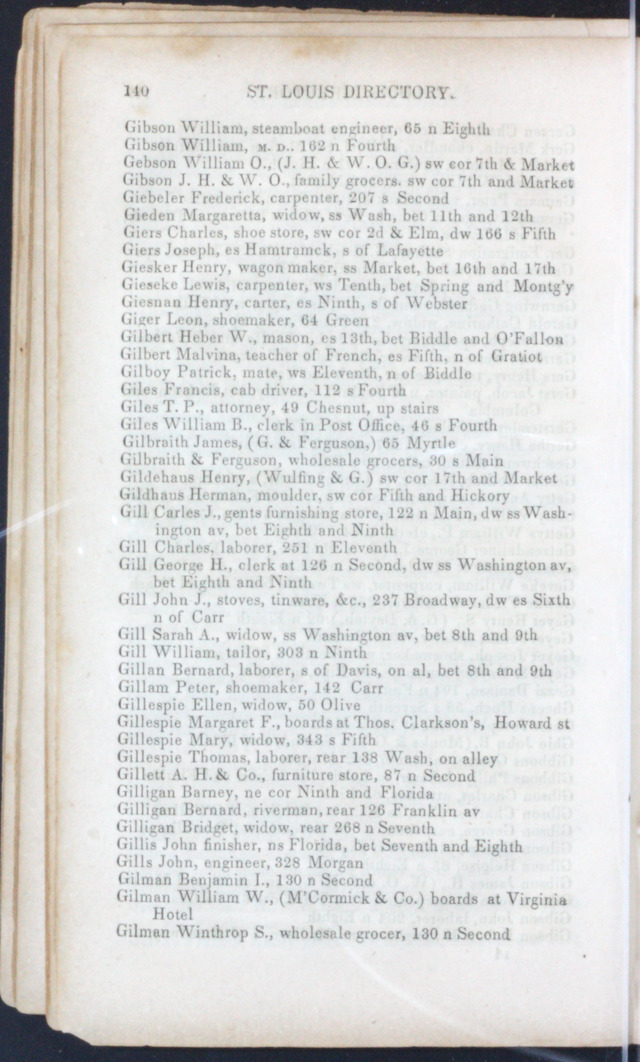 140 ST. LOUIS DIRECTORY.
Gibson William, steamboat engineer, 65 n Eighth
Gibson William, M. D.. 162 n Fourth
Gebson William O., (J. H. & W. O. G.) sw cor 7th & Market
Gibson J. H. & W. O., family grocers. sw cor 7th and Market
Giebeler Frederick, carpenter, 207 s Second
Gieden Margaretta, widow, ss Wash, bet 11th and 12th
Giers Charles, shoe store, sw cor 2d & Elm, dw 166 s Fifth
Giers Joseph, es Hamtramck, s of Lafayette
Giesker Henry, wagon maker, ss Market, bet 16th and 17th
Gieseke Lewis, carpenter, ws Tenth, bet Spring and Montg'y
Giesnan Henry, carter, es Ninth, s of Webster
Giger Leon, shoemaker, 64 Green
Gilbert Heber W., mason, es 13th, bet Biddle and O'Fallon
Gilbert Malvina, teacher of French, es Fifth, n of Gratiot
Gilboy Patrick, mate, ws Eleventh, n of Biddle
Giles Francis, cab driver, 112 s Fourth
Giles T. P., attorney, 49 Chesnut, up stairs
Giles William B., clerk in Post Office, 46 s Fourth
Gilbraith James, (G. & Ferguson,) 65 Myrtle
Gilbraith & Ferguson, wholesale grocers, 30 s Main
Gildehaus Henry, (Wulfing & G.) sw cor 17th and Market
Gildhaus Herman, moulder, sw cor Fifth and Hickory
Gill Carles J., gents furnishing store, 122 n Main, dw ss Wash-
ington av, bet Eighth and Ninth
Gill Charles, laborer, 251 n Eleventh
Gill George H., clerk at 126 n Second, dw ss Washington av,
bet Eighth and Ninth
Gill John J., stoves, tinware, &c., 237 Broadway, dw es Sixth
n of Carr
Gill Sarah A., widow, ss Washington av, bet 8th and 9th
Gill William, tailor, 303 n Ninth
Gillan Bernard, laborer, s of Davis, on al, bet 8th and 9th
Gillam Peter, shoemaker, 142 Carr
Gillespie Ellen, widow, 50 Olive
Gillespie Margaret F., boards at Thos. Clarkson's, Howard st
Gillespie Mary, widow, 343 s Fifth
Gillespie Thomas, laborer, rear 138 Wash, on alley
Gillett A. H. & Co., furniture store, 87 n Second
Gilligan Barney, ne cor Ninth and Florida
Gilligan Bernard, riverman, rear 126 Franklin av
Gilligan Bridget, widow, rear 268 n Seventh
Gillis John finisher, ns Florida, bet Seventh and Eighth
Gills John, engineer, 328 Morgan
Gilman Benjamin I., 130 n Second
Gilman William W., (M'Cormick & Co.) boards at Virginia
Hotel
Gilman Winthrop S., wholesale grocer, 130 n Second